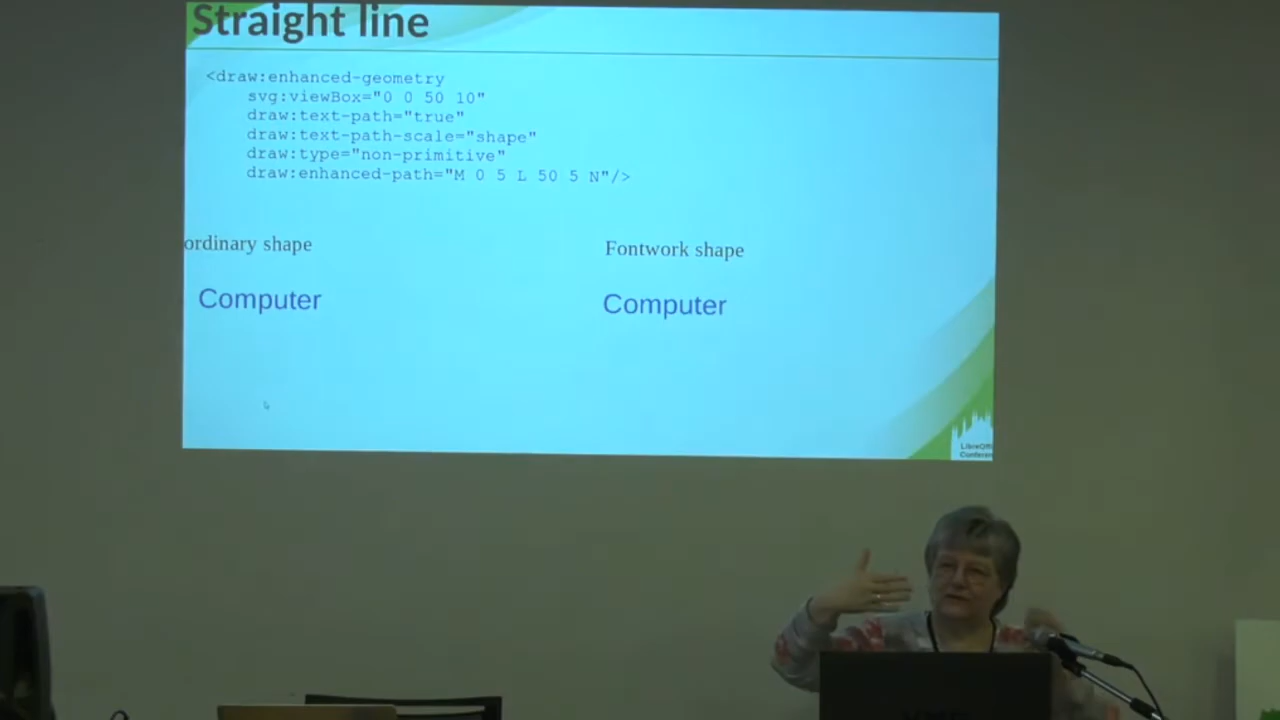 Straight line
<draw:enhanced-geometry
svg:viewBox="0 0 50 10"
draw:text-path="true"
draw:text-path-scale="shape"
draw:type="non-primitive"
draw:enhanced-path="M 0 5 L 50 5 N"/>
ordinary shape
Fontwork shape
Computer
Computer